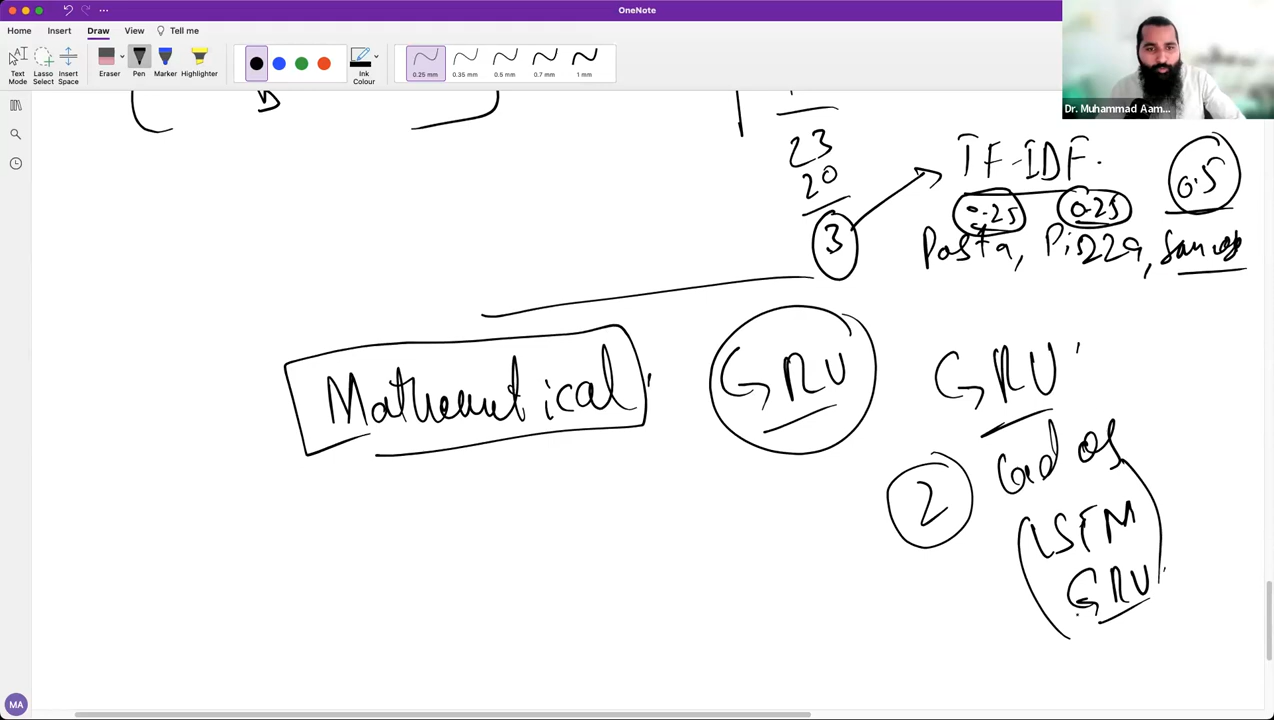 OneNote
Home Insert Draw View Tell me
Text Mode
Lasso Select
Insert Space
Eraser
Pen
Marker
Highlighter
Ink Colour
0.25 mm
0.35 mm
0.5 mm
0.7 mm
1 mm
Dr. Muhammad Aam...
B
23
20
3
TF-IDF.
0.25 0.25 0.5
Pasta, Pizza,
Mathematical GRU GRU
2
of
LSTM
GRU
MA